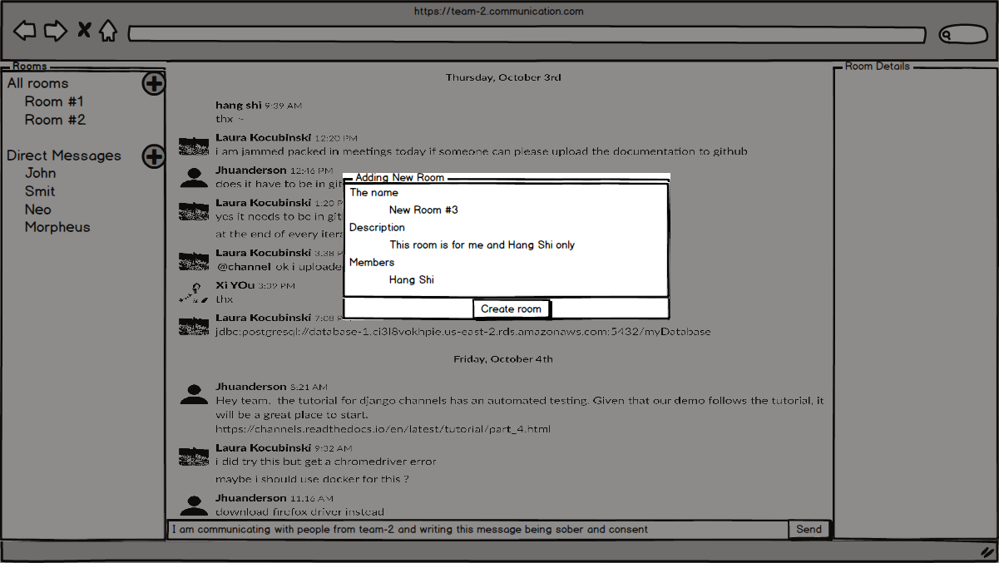 https://team-2.communication.com
Rooms
All rooms
Room #1
Room #2
Direct Messages
John
Smit
Neo
Morpheus
Thursday, October 3rd
hang shi 9:39 AM
thx ~
Laura Kocubinski 12:20 PM
i am jammed packed in meetings today if someone can please upload the documentation to github
Jhuanderson 12:46 PM
does it have to be in git
Laura Kocubinski 1:20 P
yes it needs to be in gith
at the end of every itera
Laura Kocubinski 3:38 P
@channel ok i uploade
Xi YOu 3:39 PM
thx
Laura Kocubinski 7:08 P
jdbc:postgresql://database-1.ci3l8vokhpie.us-east-2.rds.amazonaws.com:5432/myDatabase
Friday, October 4th
Jhuanderson 8:21 AM
Hey team. the tutorial for django channels has an automated testing. Given that our demo follows the tutorial, it
will be a great place to start.
https://channels.readthedocs.io/en/latest/tutorial/part_4.html
Laura Kocubinski 9:32 AM
i did try this but get a chromedriver error
maybe i should use docker for this ?
Jhuanderson 11:16 AM
download firefox driver instead
I am communicating with people from team-2 and writing this message being sober and consent
Send
Adding New Room
The name
New Room #3
Description
This room is for me and Hang Shi only
Members
Hang Shi
Create room
Room Details